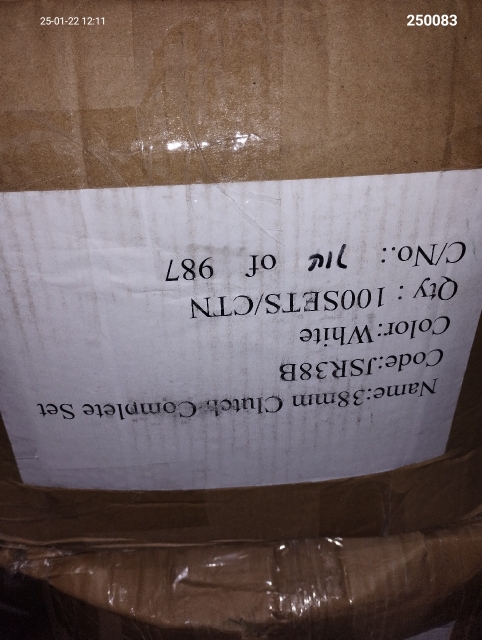 25-01-22 12:11
250083
Name:38mm Clutch Complete Set
Code:JSR38B
Color:White
Qty : 100SETS/CTN
C/No.: of 987